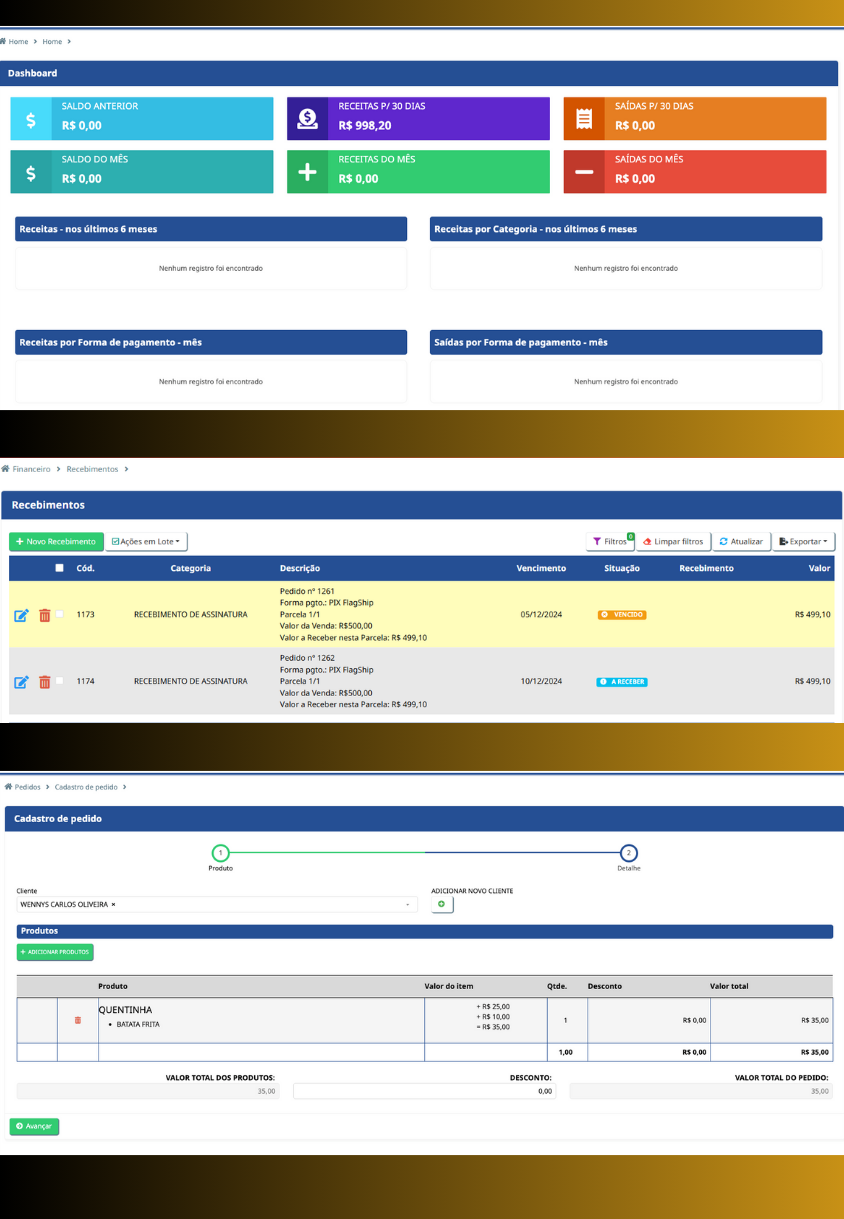 Home > Home >
Dashboard
SALDO ANTERIOR
R$ 0,00
RECEITAS P/ 30 DIAS
R$ 998,20
SAÍDAS P/ 30 DIAS
R$ 0,00
SALDO DO MÊS
R$ 0,00
RECEITAS DO MÊS
R$ 0,00
SAÍDAS DO MÊS
R$ 0,00
Receitas - nos últimos 6 meses
Receitas por Categoria - nos últimos 6 meses
Nenhum registro foi encontrado
Nenhum registro foi encontrado
Receitas por Forma de pagamento - mês
Saídas por Forma de pagamento - mês
Nenhum registro foi encontrado
Nenhum registro foi encontrado
Financeiro > Recebimentos >
Recebimentos
+ Novo Recebimento
Ações em Lote
Filtros 0
Limpar filtros
Atualizar
Exportar
Cód. Categoria Descrição Vencimento Situação Recebimento Valor
Pedido nº 1261
Forma pgto.: PIX FlagShip
1173 RECEBIMENTO DE ASSINATURA Parcela 1/1 05/12/2024 VENCIDO R$ 499,10
Valor da Venda: R$500,00
Valor a Receber nesta Parcela: R$ 499,10
Pedido nº 1262
Forma pgto.: PIX FlagShip
1174 RECEBIMENTO DE ASSINATURA Parcela 1/1 10/12/2024 A RECEBER R$ 499,10
Valor da Venda: R$500,00
Valor a Receber nesta Parcela: R$ 499,10
Pedidos > Cadastro de pedido >
Cadastro de pedido
1 2
Produto Detalhe
Cliente ADICIONAR NOVO CLIENTE
WENNYS CARLOS OLIVEIRA ×
Produtos
+ ADICIONAR PRODUTOS
Produto Valor do item Qtde. Desconto Valor total
QUENTINHA
• BATATA FRITA
+ R$ 25,00
+ R$ 10,00
= R$ 35,00
1 R$ 0,00 R$ 35,00
1,00 R$ 0,00 R$ 35,00
VALOR TOTAL DOS PRODUTOS: DESCONTO: VALOR TOTAL DO PEDIDO:
35,00 0,00 35,00
Avançar